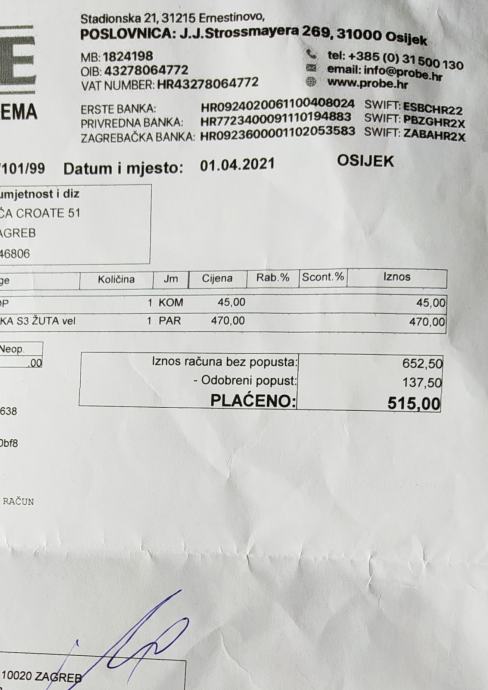 Stadionska 21, 31215 Ernestinovo,
POSLOVNICA: J.J.Strossmayera 269, 31000 Osijek
MB: 1824198
OIB: 43278064772
VAT NUMBER: HR43278064772
tel: +385 (0) 31 500 130
email: info@probe.hr
www.probe.hr
E
EMA
ERSTE BANKA: HR0924020061100408024 SWIFT: ESBCHR22
PRIVREDNA BANKA: HR7723400091110194883 SWIFT: PBZGHR2X
ZAGREBAČKA BANKA: HR0923600001102053583 SWIFT: ZABAHR2X
/101/99 Datum i mjesto: 01.04.2021 OSIJEK
umjetnost i diz
ČA CROATE 51
AGREB
46806
ge Količina Jm Cijena Rab.% Scont.% Iznos
OP 1 KOM 45,00 45,00
KA S3 ŽUTA vel 1 PAR 470,00 470,00
Neop.
.00
Iznos računa bez popusta: 652,50
- Odobreni popust: 137,50
PLAĆENO: 515,00
638
0bf8
RAČUN
10020 ZAGREB